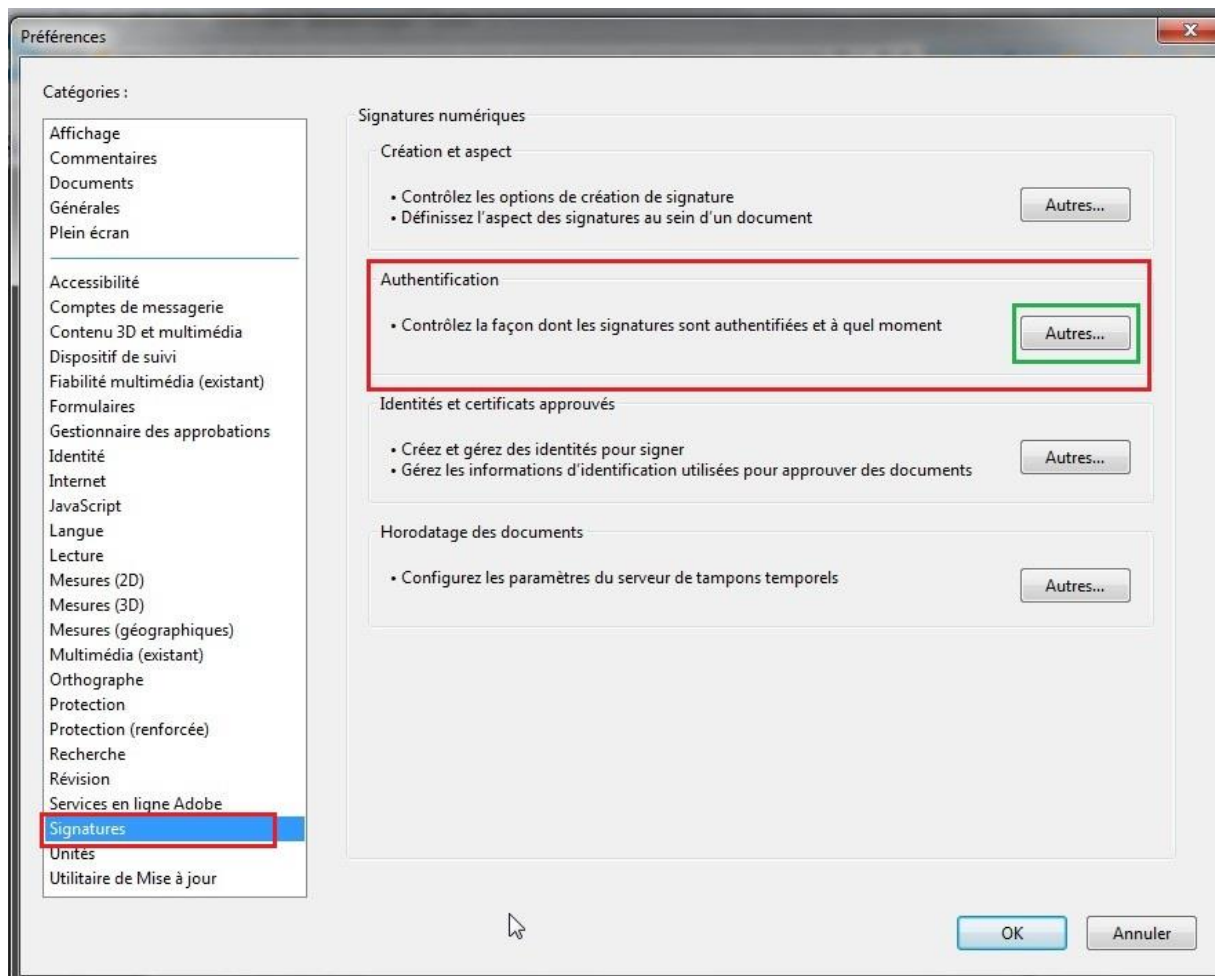 Préférences
Catégories :
Affichage
Commentaires
Documents
Générales
Plein écran
Accessibilité
Comptes de messagerie
Contenu 3D et multimédia
Dispositif de suivi
Fiabilité multimédia (existant)
Formulaires
Gestionnaire des approbations
Identité
Internet
JavaScript
Langue
Lecture
Mesures (2D)
Mesures (3D)
Mesures (géographiques)
Multimédia (existant)
Orthographe
Protection
Protection (renforcée)
Recherche
Révision
Services en ligne Adobe
Signatures
Unités
Utilitaire de Mise à jour
Signatures numériques
Création et aspect
• Contrôlez les options de création de signature
• Définissez l'aspect des signatures au sein d'un document
Autres...
Authentification
• Contrôlez la façon dont les signatures sont authentifiées et à quel moment
Autres...
Identités et certificats approuvés
• Créez et gérez des identités pour signer
• Gérez les informations d'identification utilisées pour approuver des documents
Autres...
Horodatage des documents
• Configurez les paramètres du serveur de tampons temporels
Autres...
OK
Annuler